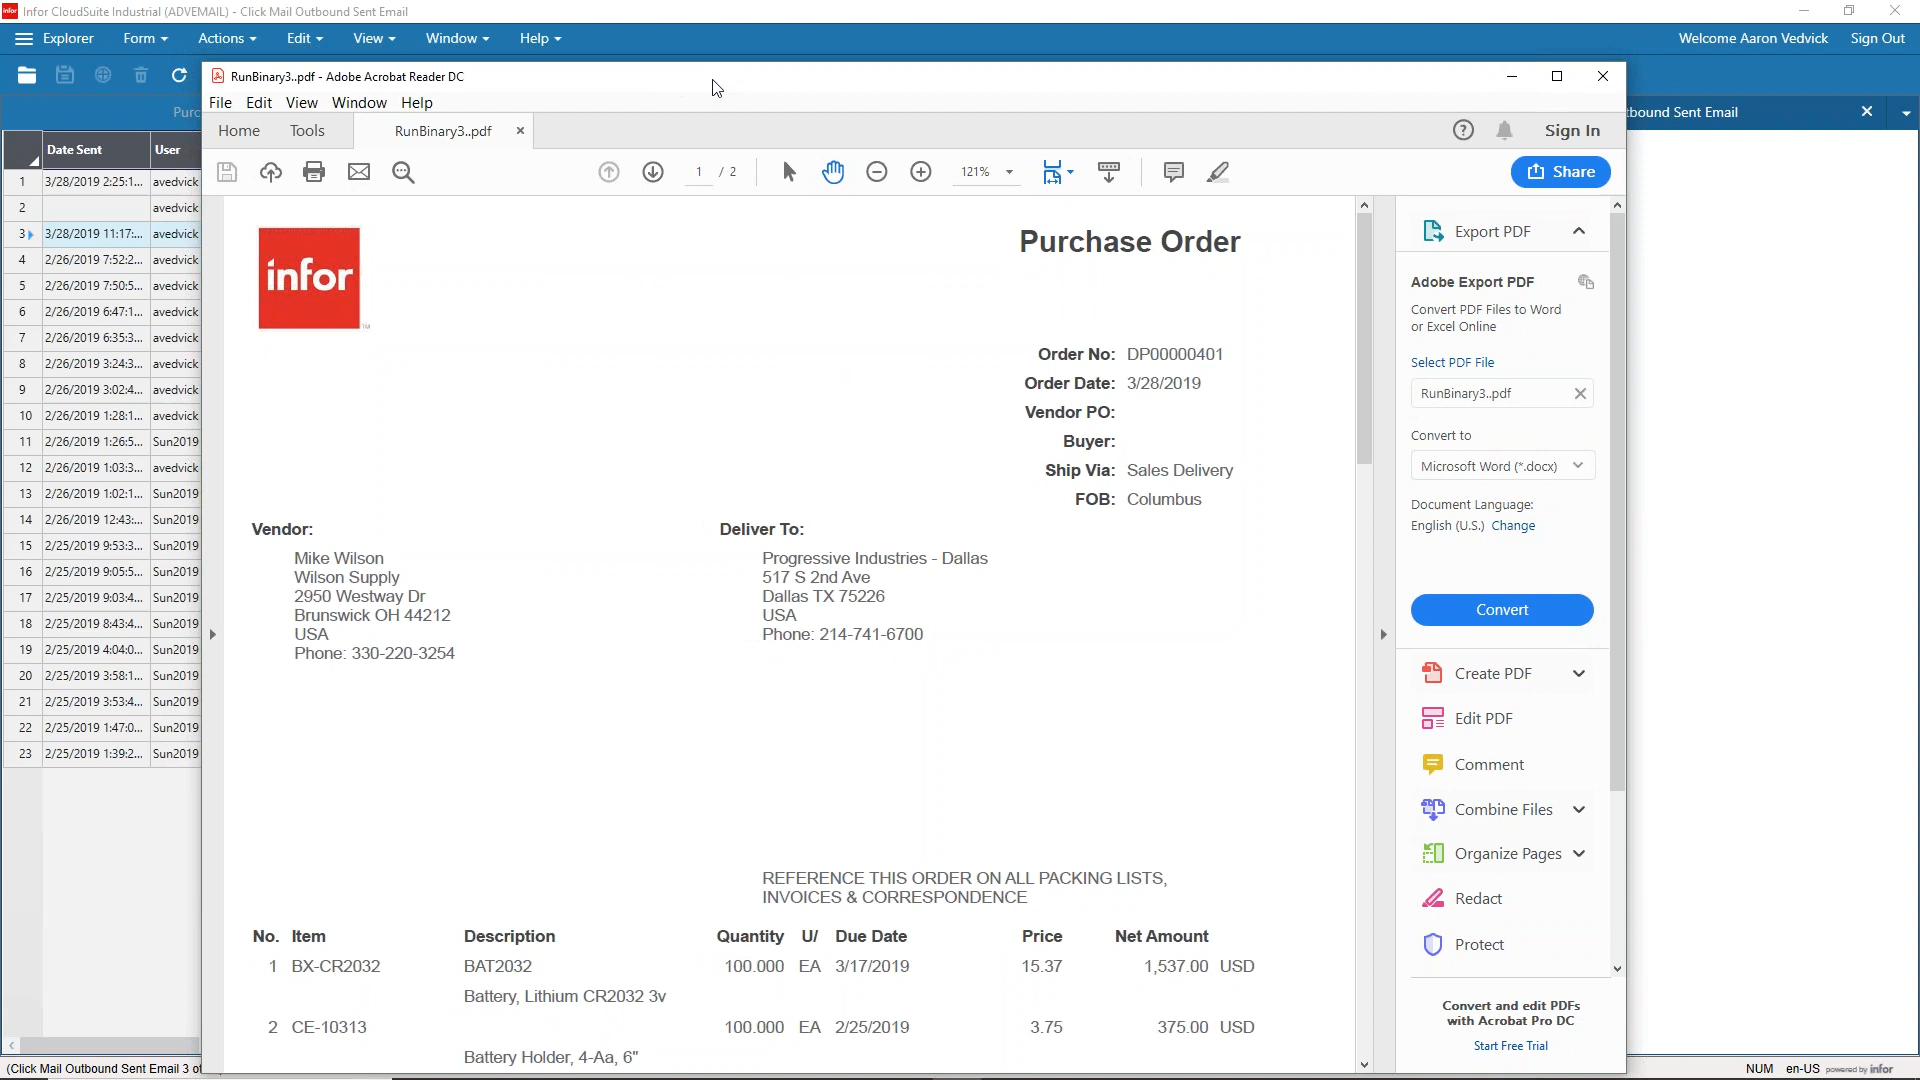 infor Infor CloudSuite Industrial (ADVEMAIL) - Click Mail Outbound Sent Email
Explorer Form Actions Edit View Window Help Welcome Aaron Vedvick Sign Out
RunBinary3..pdf - Adobe Acrobat Reader DC
File Edit View Window Help
Purc
bound Sent Email
Home Tools RunBinary3..pdf Sign In
1 / 2 121% Share
Date Sent User
1 3/28/2019 2:25:1... avedvick
2 avedvick
3 3/28/2019 11:17:... avedvick
4 2/26/2019 7:52:2... avedvick
5 2/26/2019 7:50:5... avedvick
6 2/26/2019 6:47:1... avedvick
7 2/26/2019 6:35:3... avedvick
8 2/26/2019 3:24:3... avedvick
9 2/26/2019 3:02:4... avedvick
10 2/26/2019 1:28:1... avedvick
11 2/26/2019 1:26:5... Sun2019
12 2/26/2019 1:03:3... avedvick
13 2/26/2019 1:02:1... Sun2019
14 2/26/2019 12:43:... Sun2019
15 2/25/2019 9:53:3... Sun2019
16 2/25/2019 9:05:5... Sun2019
17 2/25/2019 9:03:4... Sun2019
18 2/25/2019 8:43:4... Sun2019
19 2/25/2019 4:04:0... Sun2019
20 2/25/2019 3:58:1... Sun2019
21 2/25/2019 3:53:4... Sun2019
22 2/25/2019 1:47:0... Sun2019
23 2/25/2019 1:39:2... Sun2019
infor TM
Purchase Order
Order No: DP00000401
Order Date: 3/28/2019
Vendor PO:
Buyer:
Ship Via: Sales Delivery
FOB: Columbus
Vendor:
Mike Wilson
Wilson Supply
2950 Westway Dr
Brunswick OH 44212
USA
Phone: 330-220-3254
Deliver To:
Progressive Industries - Dallas
517 S 2nd Ave
Dallas TX 75226
USA
Phone: 214-741-6700
REFERENCE THIS ORDER ON ALL PACKING LISTS,
INVOICES & CORRESPONDENCE
No. Item Description Quantity U/ Due Date Price Net Amount
1 BX-CR2032 BAT2032 100.000 EA 3/17/2019 15.37 1,537.00 USD
Battery, Lithium CR2032 3v
2 CE-10313 100.000 EA 2/25/2019 3.75 375.00 USD
Battery Holder, 4-Aa, 6"
Export PDF
Adobe Export PDF
Convert PDF Files to Word
or Excel Online
Select PDF File
RunBinary3..pdf
Convert to
Microsoft Word (*.docx)
Document Language:
English (U.S.) Change
Convert
Create PDF
Edit PDF
Comment
Combine Files
Organize Pages
Redact
Protect
Convert and edit PDFs
with Acrobat Pro DC
Start Free Trial
(Click Mail Outbound Sent Email 3 of
NUM en-US powered by infor